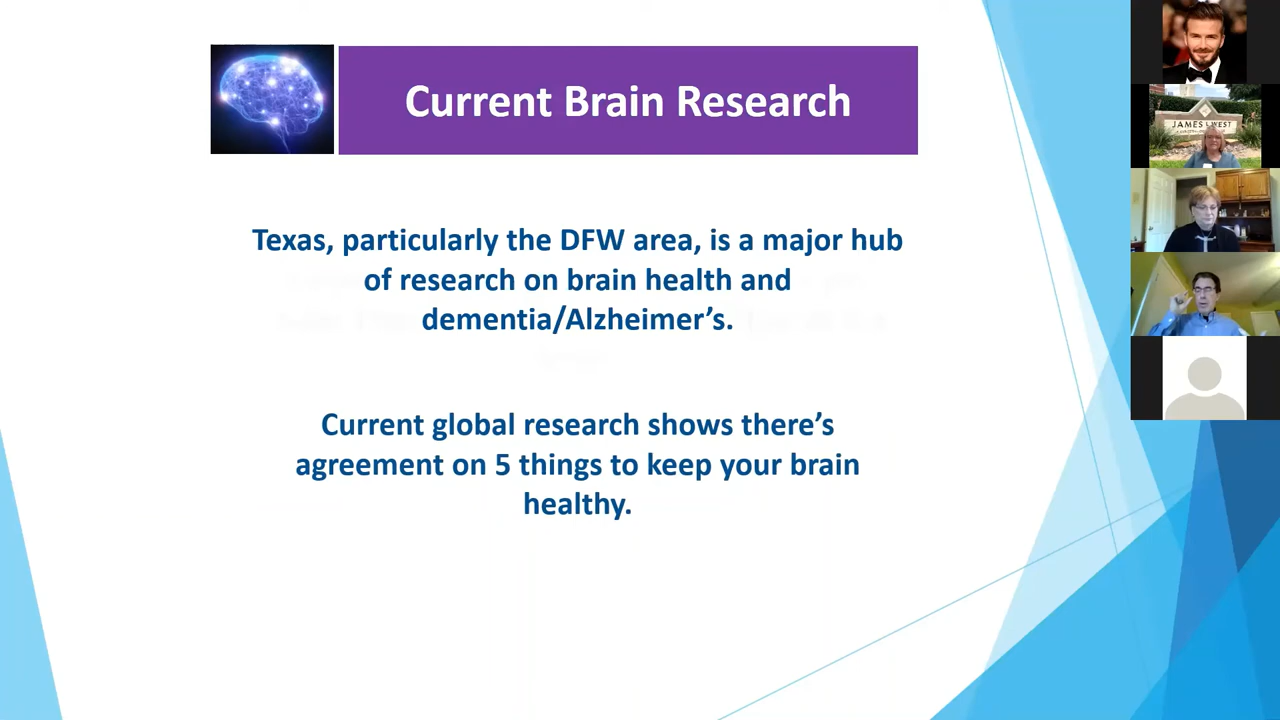 Current Brain Research
Texas, particularly the DFW area, is a major hub
of research on brain health and
dementia/Alzheimer’s.
Current global research shows there’s
agreement on 5 things to keep your brain
healthy.
JAMES L WEST